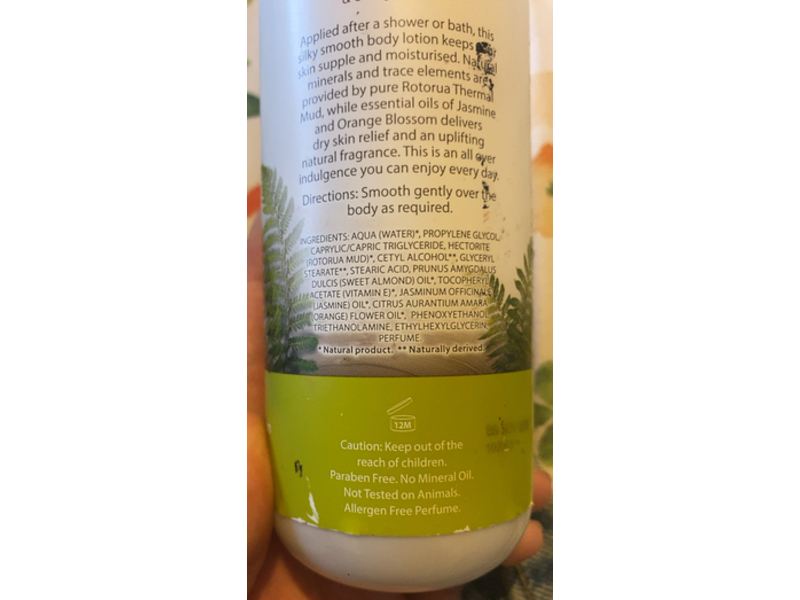 Applied after a shower or bath, this
silky smooth body lotion keeps
skin supple and moisturised. Natural
minerals and trace elements are
provided by pure Rotorua Thermal
Mud, while essential oils of Jasmine
and Orange Blossom delivers
dry skin relief and an uplifting
natural fragrance. This is an all over
indulgence you can enjoy every day.
Directions: Smooth gently over the
body as required.
INGREDIENTS: AQUA (WATER)*, PROPYLENE GLYCOL,
CAPRYLIC/CAPRIC TRIGLYCERIDE, HECTORITE
(ROTORUA MUD)*, CETYL ALCOHOL**, GLYCERYL
STEARATE**, STEARIC ACID, PRUNUS AMYGDALUS
DULCIS (SWEET ALMOND) OIL*, TOCOPHERYL
ACETATE (VITAMIN E)*, JASMINUM OFFICINALE
(JASMINE) OIL*, CITRUS AURANTIUM AMARA
(ORANGE) FLOWER OIL*, PHENOXYETHANOL,
TRIETHANOLAMINE, ETHYLHEXYLGLYCERIN,
PERFUME.
* Natural product. ** Naturally derived.
12M
Caution: Keep out of the
reach of children.
Paraben Free. No Mineral Oil.
Not Tested on Animals.
Allergen Free Perfume.